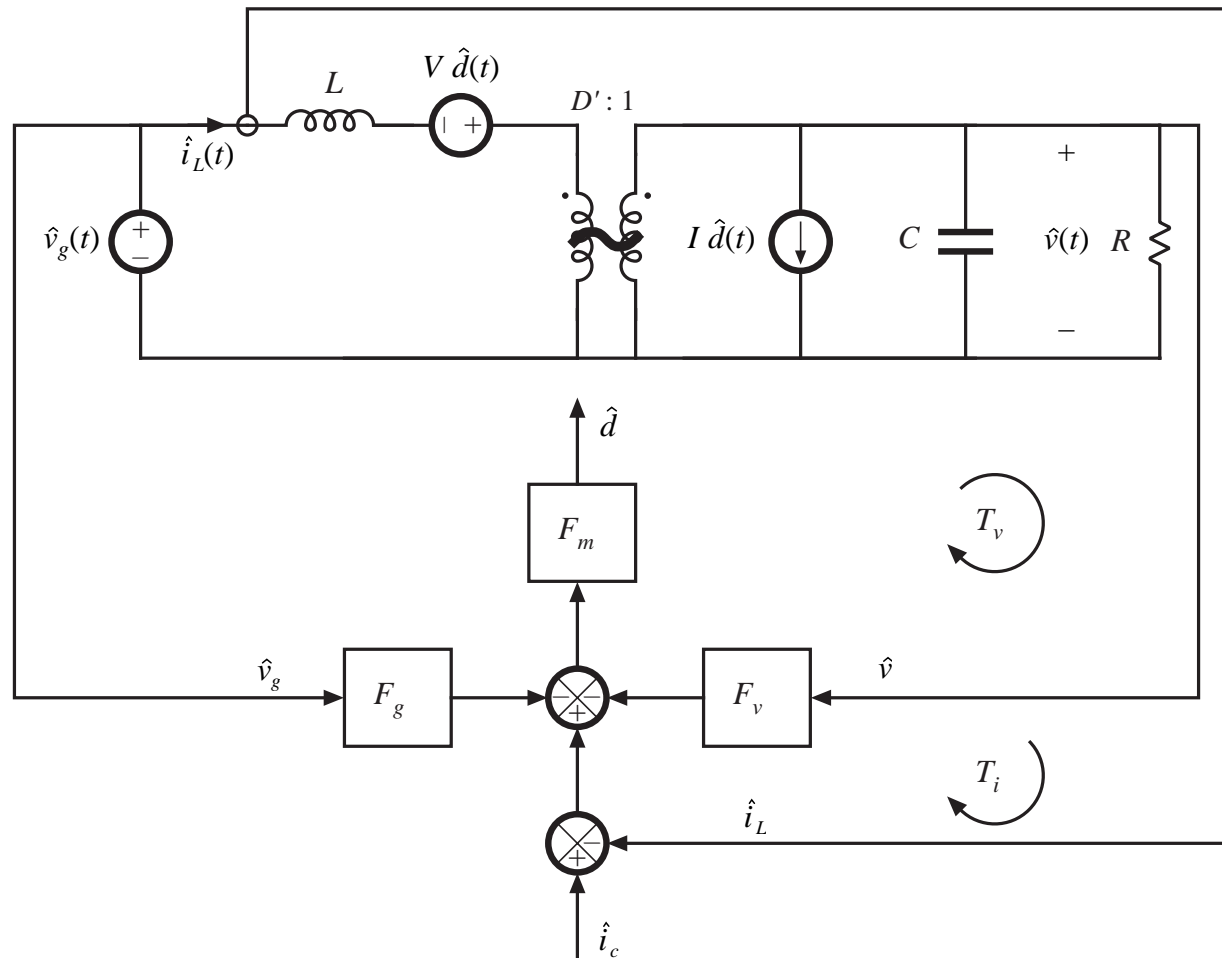 L
V d̂(t)
D′ : 1
î_L(t)
+
v̂_g(t)
+
−
I d̂(t)
C
v̂(t)
R
−
d̂
F_m
T_v
v̂_g
F_g
F_v
v̂
−
−
+
T_i
î_L
−
+
î_c
− +